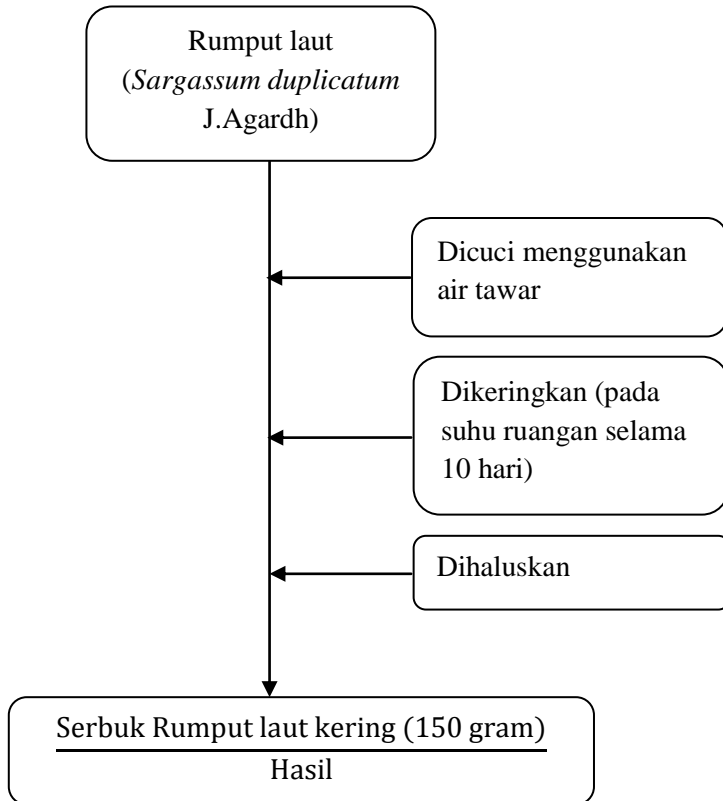 Rumput laut
(Sargassum duplicatum
J.Agardh)
Dicuci menggunakan
air tawar
Dikeringkan (pada
suhu ruangan selama
10 hari)
Dihaluskan
Serbuk Rumput laut kering (150 gram)
Hasil